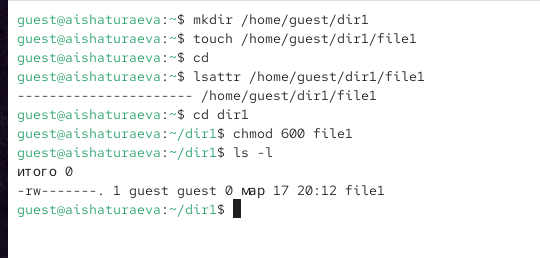 guest@aishaturaeva:~$ mkdir /home/guest/dir1
guest@aishaturaeva:~$ touch /home/guest/dir1/file1
guest@aishaturaeva:~$ cd
guest@aishaturaeva:~$ lsattr /home/guest/dir1/file1
---------------------- /home/guest/dir1/file1
guest@aishaturaeva:~$ cd dir1
guest@aishaturaeva:~/dir1$ chmod 600 file1
guest@aishaturaeva:~/dir1$ ls -l
итого 0
-rw-------. 1 guest guest 0 мар 17 20:12 file1
guest@aishaturaeva:~/dir1$